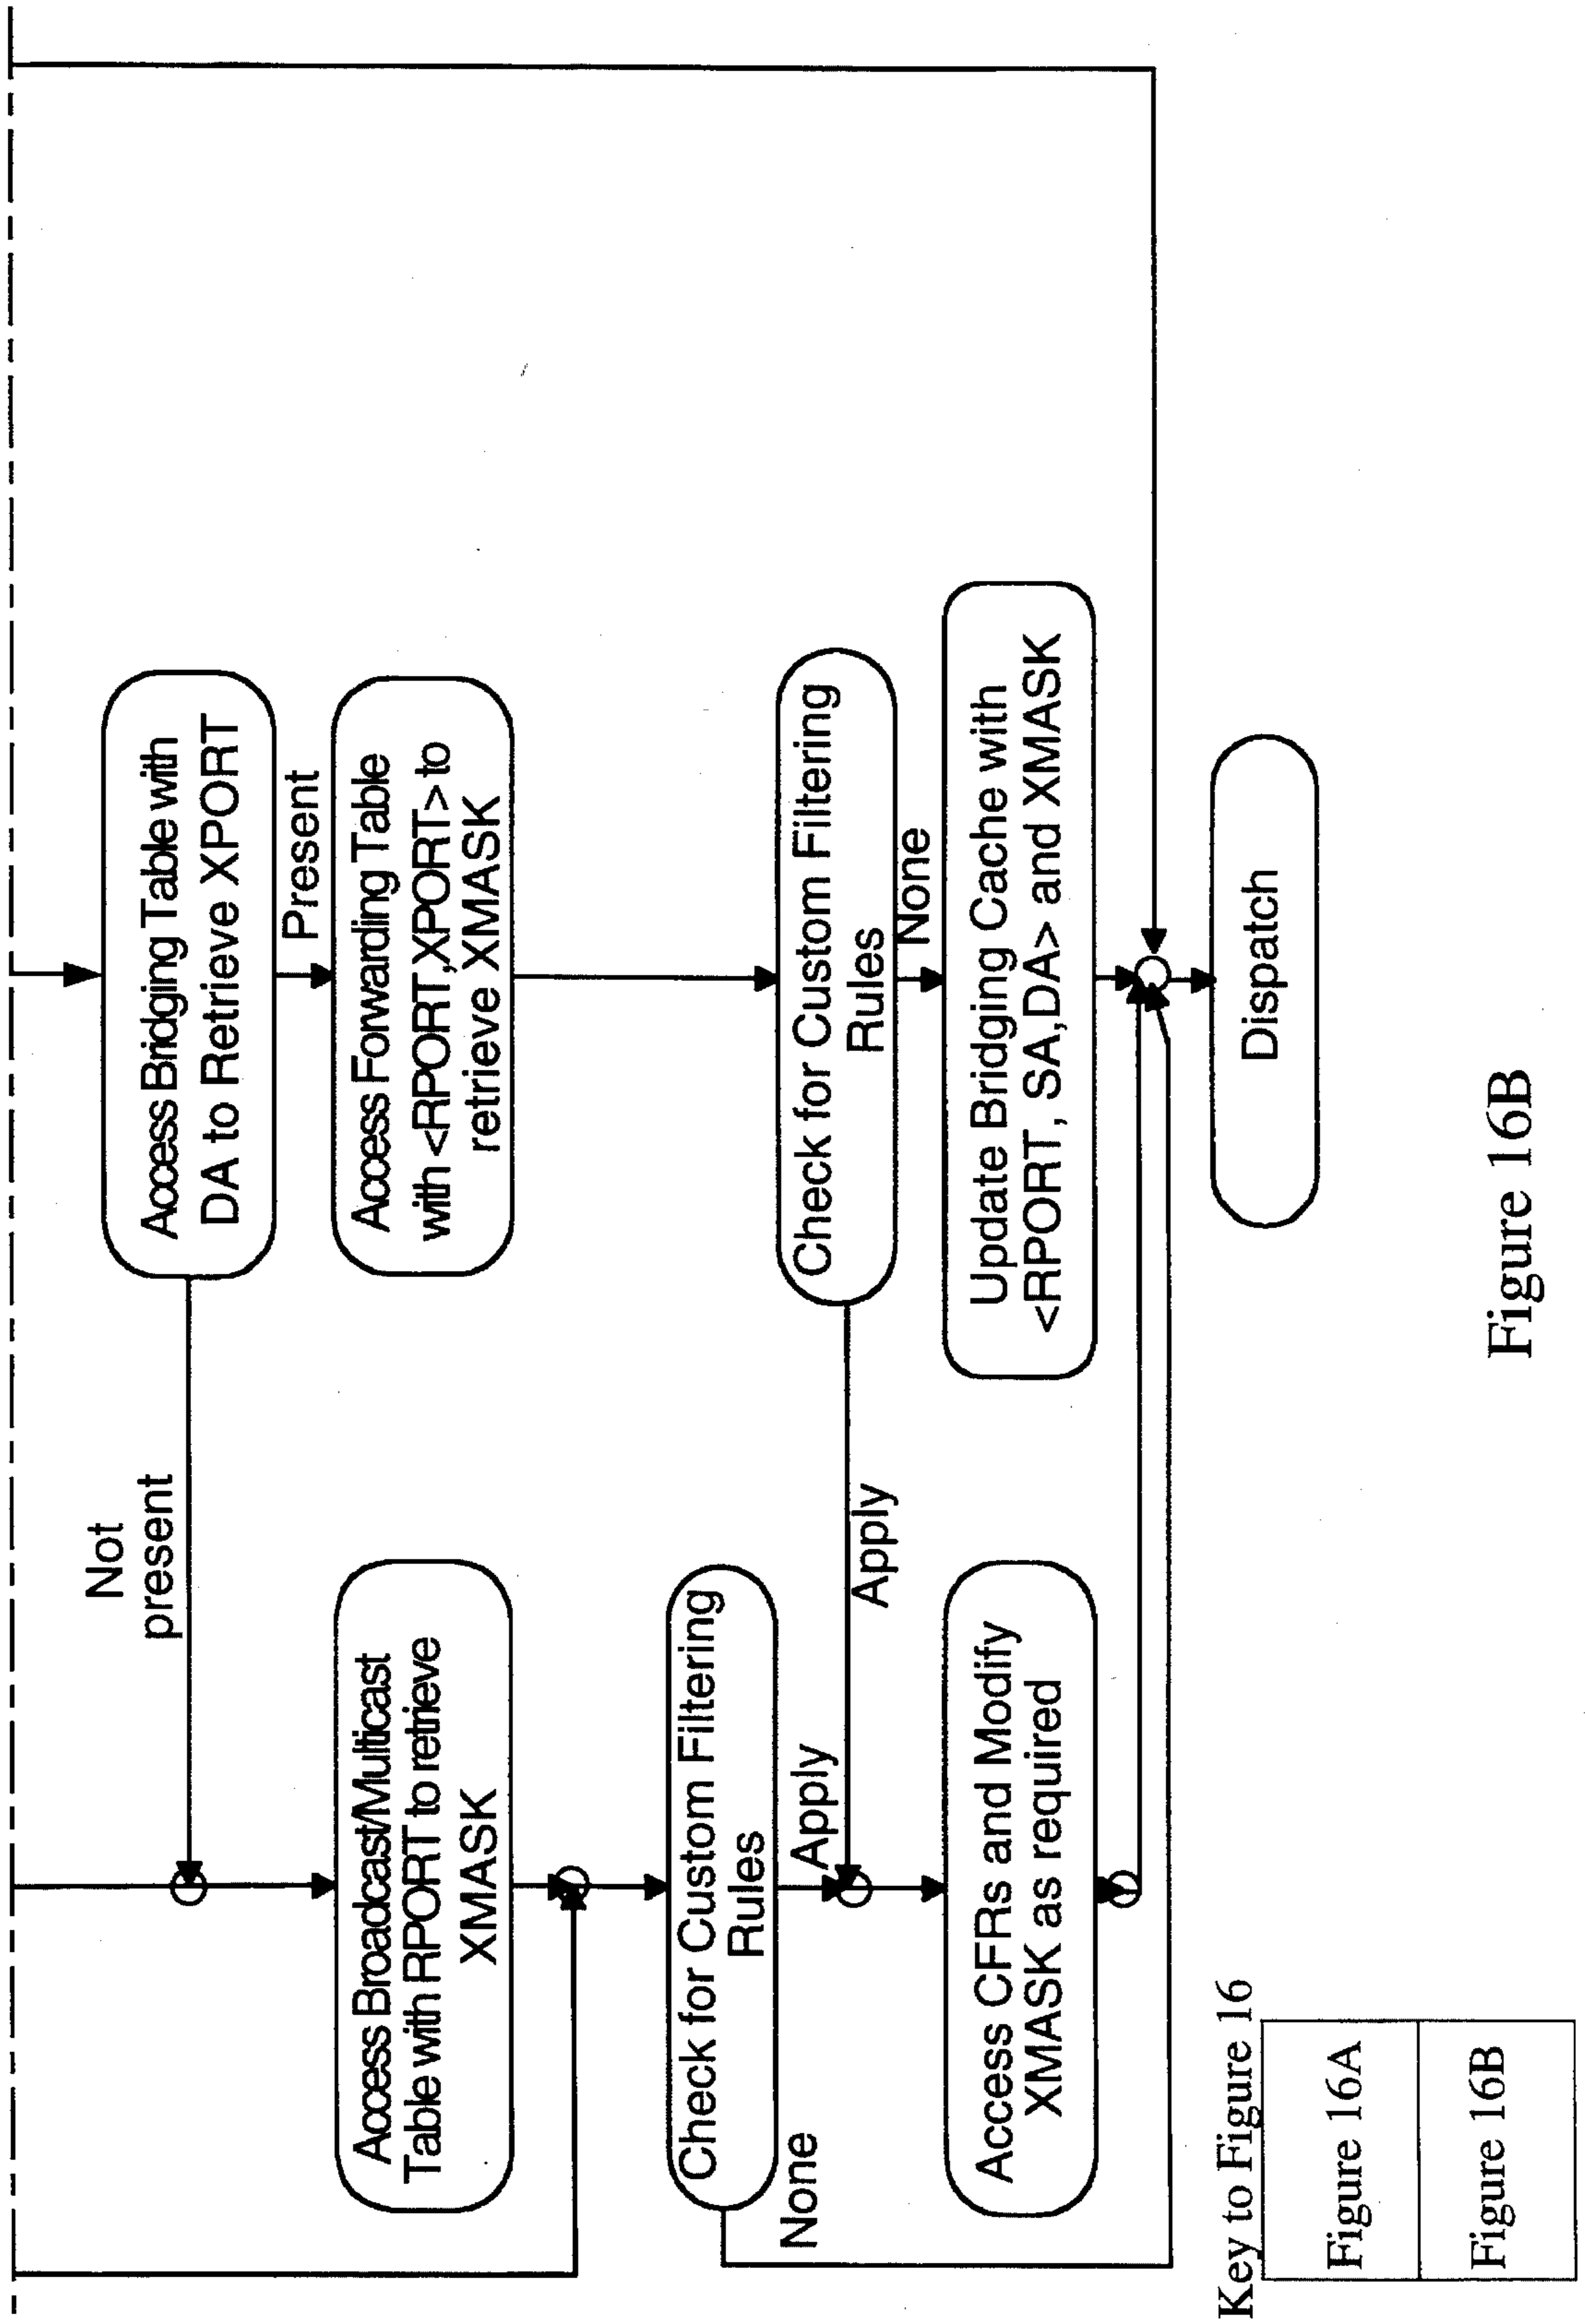 Not
present
Access Bridging Table with
DA to Retrieve XPORT
Present
Access Broadcast/Multicast
Table with RPORT to retrieve
XMASK
Access Forwarding Table
with <RPORT,XPORT> to
retrieve XMASK
Check for Custom Filtering
Rules
None
Apply
Apply
Check for Custom Filtering
Rules
None
Access CFRs and Modify
XMASK as required
Update Bridging Cache with
<RPORT, SA,DA> and XMASK
Dispatch
Key to Figure 16
Figure 16A
Figure 16B
Figure 16B